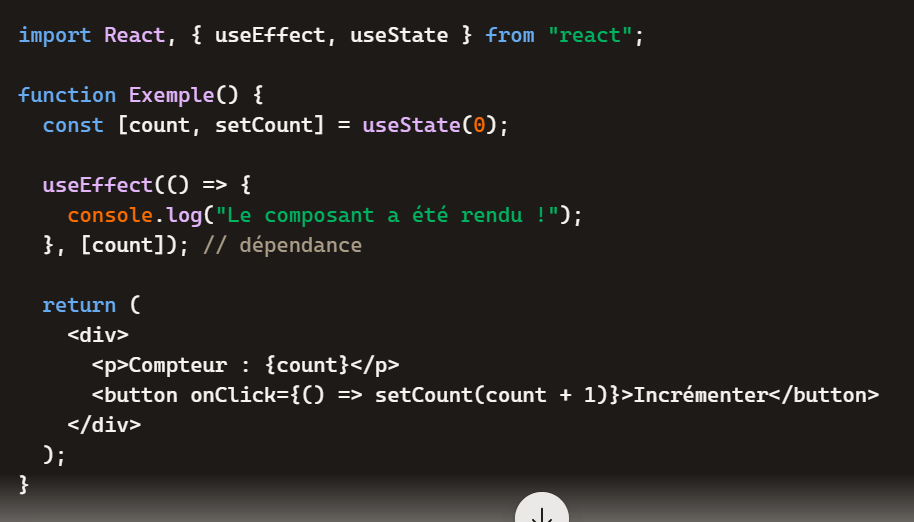 import React, { useEffect, useState } from "react";
function Exemple() {
const [count, setCount] = useState(0);
useEffect(() => {
console.log("Le composant a été rendu !");
}, [count]); // dépendance
return (
<div>
<p>Compteur : {count}</p>
<button onClick={() => setCount(count + 1)}>Incrémenter</button>
</div>
);
}